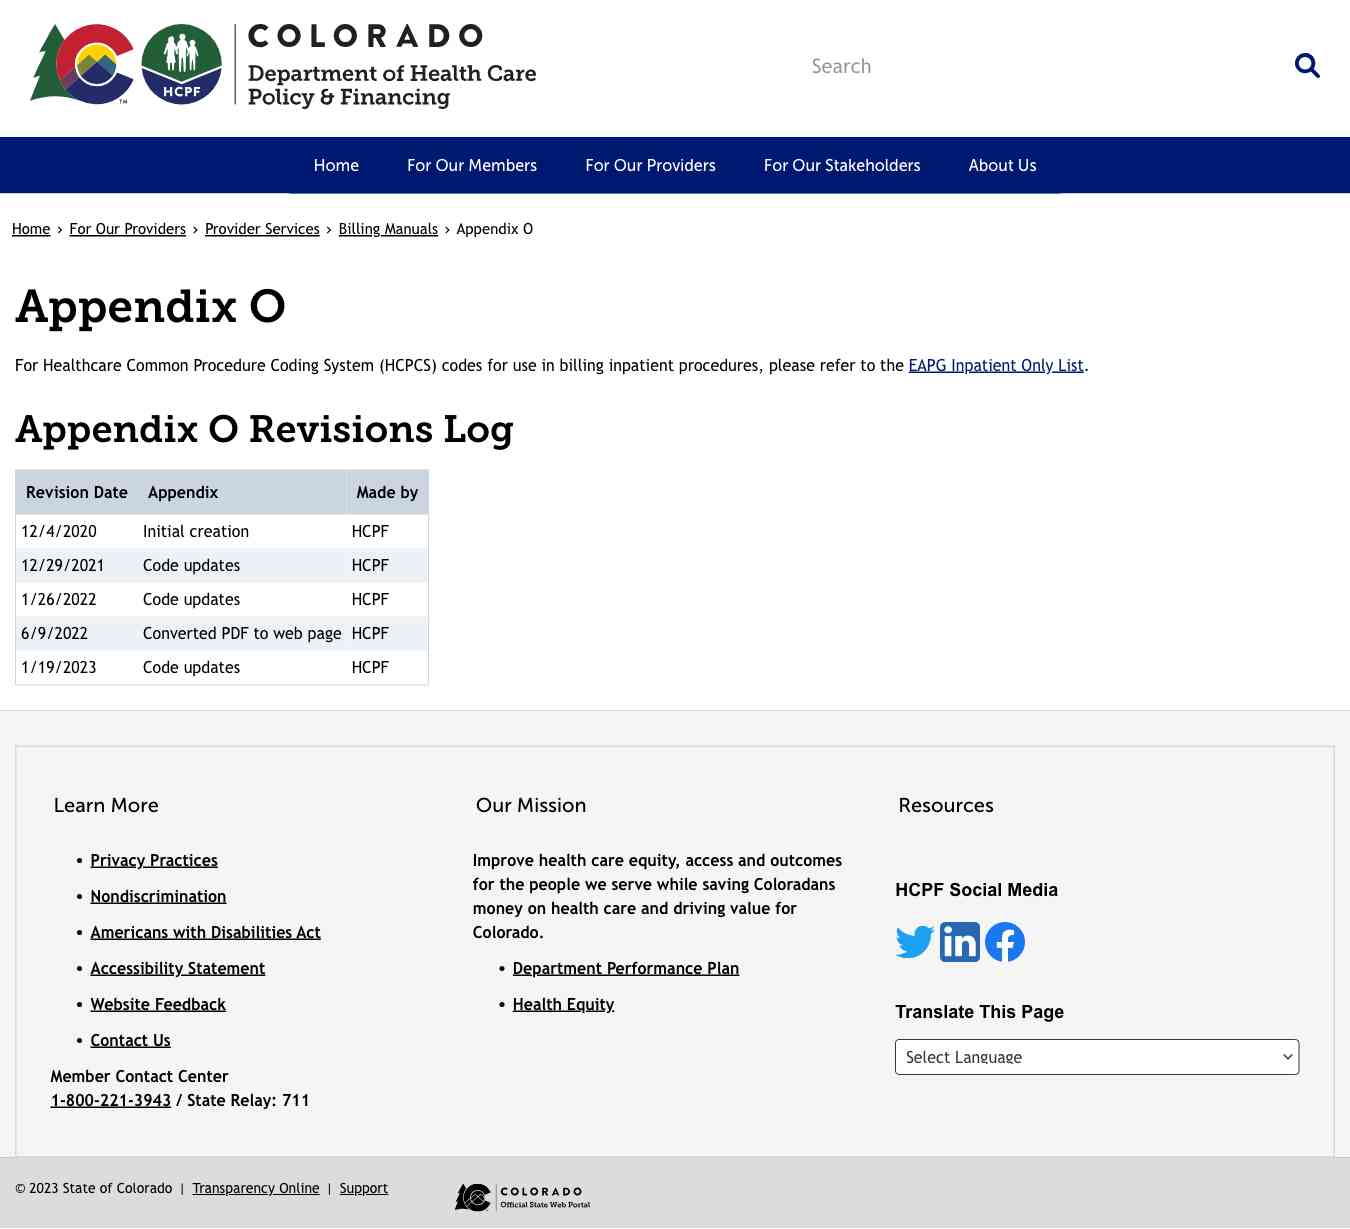 COLORADO
Department of Health Care
Policy & Financing
HCPF
TM
Search
Home For Our Members For Our Providers For Our Stakeholders About Us
Home › For Our Providers › Provider Services › Billing Manuals › Appendix O
Appendix O
For Healthcare Common Procedure Coding System (HCPCS) codes for use in billing inpatient procedures, please refer to the EAPG Inpatient Only List.
Appendix O Revisions Log
Revision Date Appendix Made by
12/4/2020 Initial creation HCPF
12/29/2021 Code updates HCPF
1/26/2022 Code updates HCPF
6/9/2022 Converted PDF to web page HCPF
1/19/2023 Code updates HCPF
Learn More
• Privacy Practices
• Nondiscrimination
• Americans with Disabilities Act
• Accessibility Statement
• Website Feedback
• Contact Us
Member Contact Center
1-800-221-3943 / State Relay: 711
Our Mission
Improve health care equity, access and outcomes
for the people we serve while saving Coloradans
money on health care and driving value for
Colorado.
• Department Performance Plan
• Health Equity
Resources
HCPF Social Media
Translate This Page
Select Language
© 2023 State of Colorado | Transparency Online | Support
COLORADO
Official State Web Portal